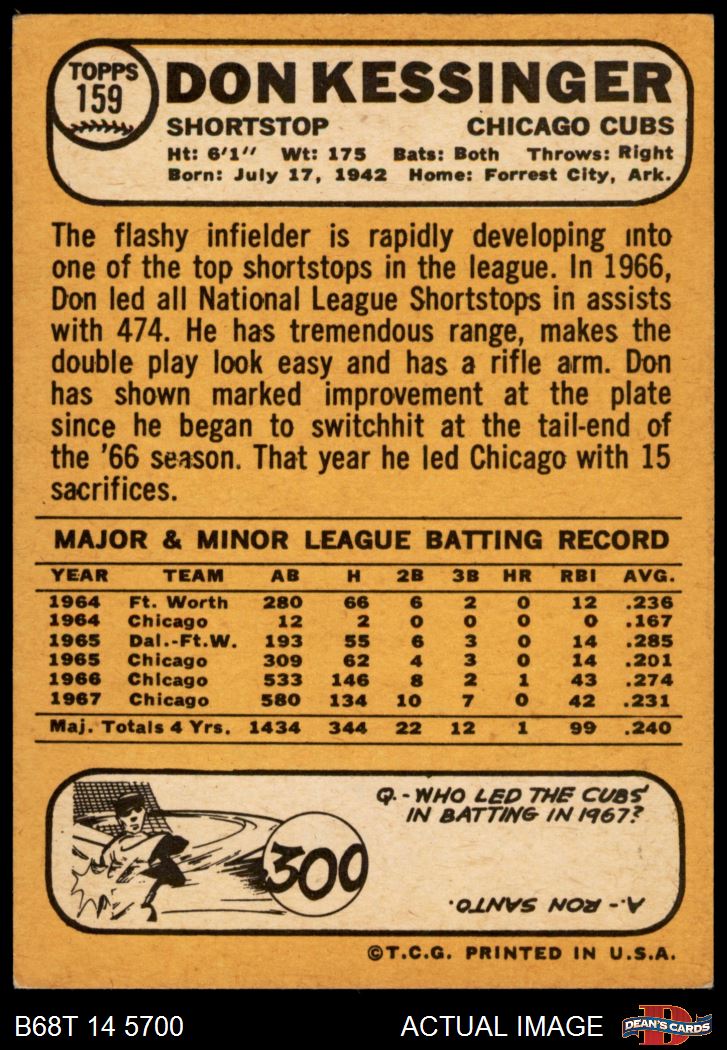 TOPPS
159
DON KESSINGER
SHORTSTOP CHICAGO CUBS
Ht: 6'1" Wt: 175 Bats: Both Throws: Right
Born: July 17, 1942 Home: Forrest City, Ark.
The flashy infielder is rapidly developing into
one of the top shortstops in the league. In 1966,
Don led all National League Shortstops in assists
with 474. He has tremendous range, makes the
double play look easy and has a rifle arm. Don
has shown marked improvement at the plate
since he began to switchhit at the tail-end of
the '66 season. That year he led Chicago with 15
sacrifices.
MAJOR & MINOR LEAGUE BATTING RECORD
YEAR TEAM AB H 2B 3B HR RBI AVG.
1964 Ft. Worth 280 66 6 2 0 12 .236
1964 Chicago 12 2 0 0 0 0 .167
1965 Dal.-Ft.W. 193 55 6 3 0 14 .285
1965 Chicago 309 62 4 3 0 14 .201
1966 Chicago 533 146 8 2 1 43 .274
1967 Chicago 580 134 10 7 0 42 .231
Maj. Totals 4 Yrs. 1434 344 22 12 1 99 .240
Q.-WHO LED THE CUBS'
IN BATTING IN 1967?
300
A.- RON SANTO.
©T.C.G. PRINTED IN U.S.A.
B68T 14 5700 ACTUAL IMAGE
D
DEAN'S CARDS